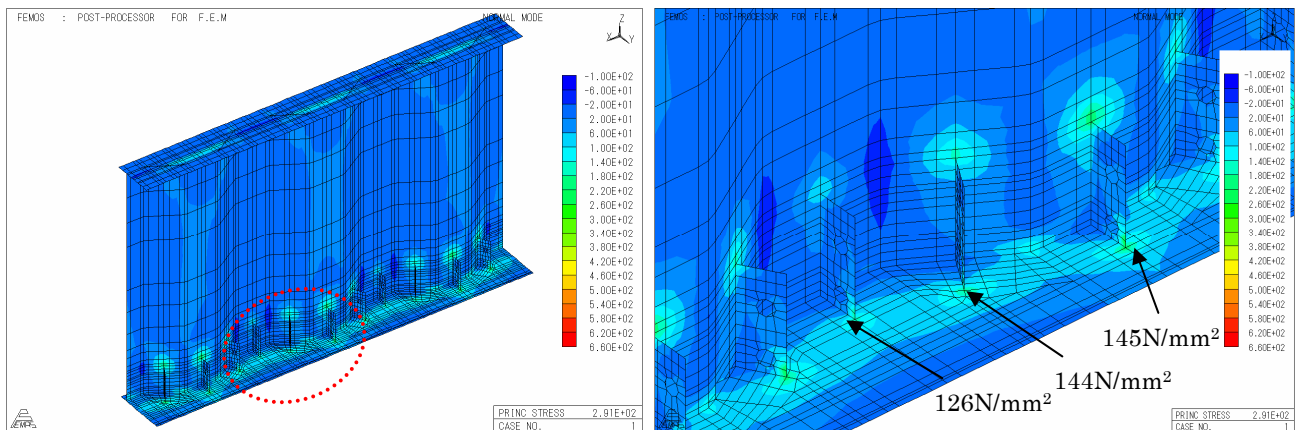 FEMOS : POST-PROCESSOR FOR F.E.M
NORMAL MODE
Z
X
Y
-1.00E+02
-6.00E+01
-2.00E+01
2.00E+01
6.00E+01
1.00E+02
1.40E+02
1.80E+02
2.20E+02
2.60E+02
3.00E+02
3.40E+02
3.80E+02
4.20E+02
4.60E+02
5.00E+02
5.40E+02
5.80E+02
6.20E+02
6.60E+02
PRINC STRESS 2.91E+02
CASE NO. 1
FEMOS : POST-PROCESSOR FOR F.E.M
NORMAL MODE
-1.00E+02
-6.00E+01
-2.00E+01
2.00E+01
6.00E+01
1.00E+02
1.40E+02
1.80E+02
2.20E+02
2.60E+02
3.00E+02
3.40E+02
3.80E+02
4.20E+02
4.60E+02
5.00E+02
5.40E+02
5.80E+02
6.20E+02
6.60E+02
145N/mm²
144N/mm²
126N/mm²
PRINC STRESS 2.91E+02
CASE NO. 1